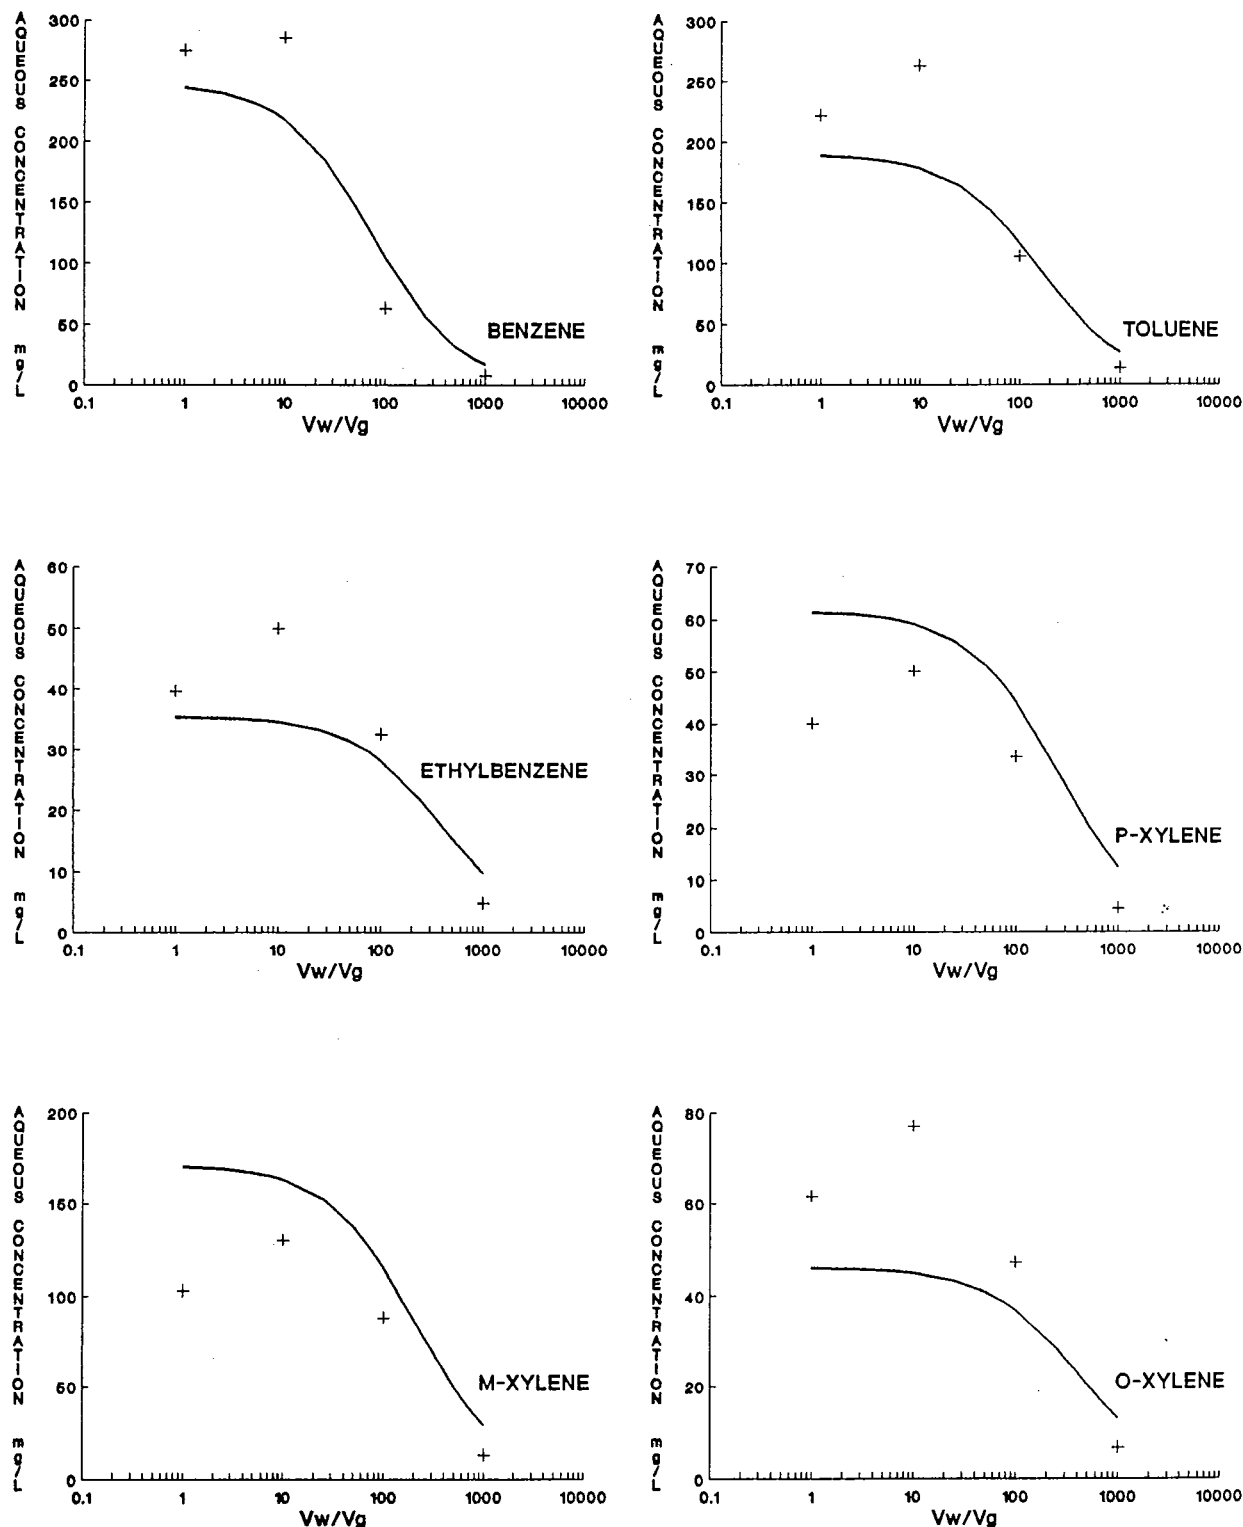 AQUEOUS CONCENTRATION mg/L
300
250
200
150
100
50
0
BENZENE
0.1 1 10 100 1000 10000
Vw/Vg
AQUEOUS CONCENTRATION mg/L
300
250
200
150
100
50
0
TOLUENE
0.1 1 10 100 1000 10000
Vw/Vg
AQUEOUS CONCENTRATION mg/L
60
50
40
30
20
10
0
ETHYLBENZENE
0.1 1 10 100 1000 10000
Vw/Vg
AQUEOUS CONCENTRATION mg/L
70
60
50
40
30
20
10
0
P-XYLENE
0.1 1 10 100 1000 10000
Vw/Vg
AQUEOUS CONCENTRATION mg/L
200
150
100
50
0
M-XYLENE
0.1 1 10 100 1000 10000
Vw/Vg
AQUEOUS CONCENTRATION mg/L
80
60
40
20
0
O-XYLENE
0.1 1 10 100 1000 10000
Vw/Vg